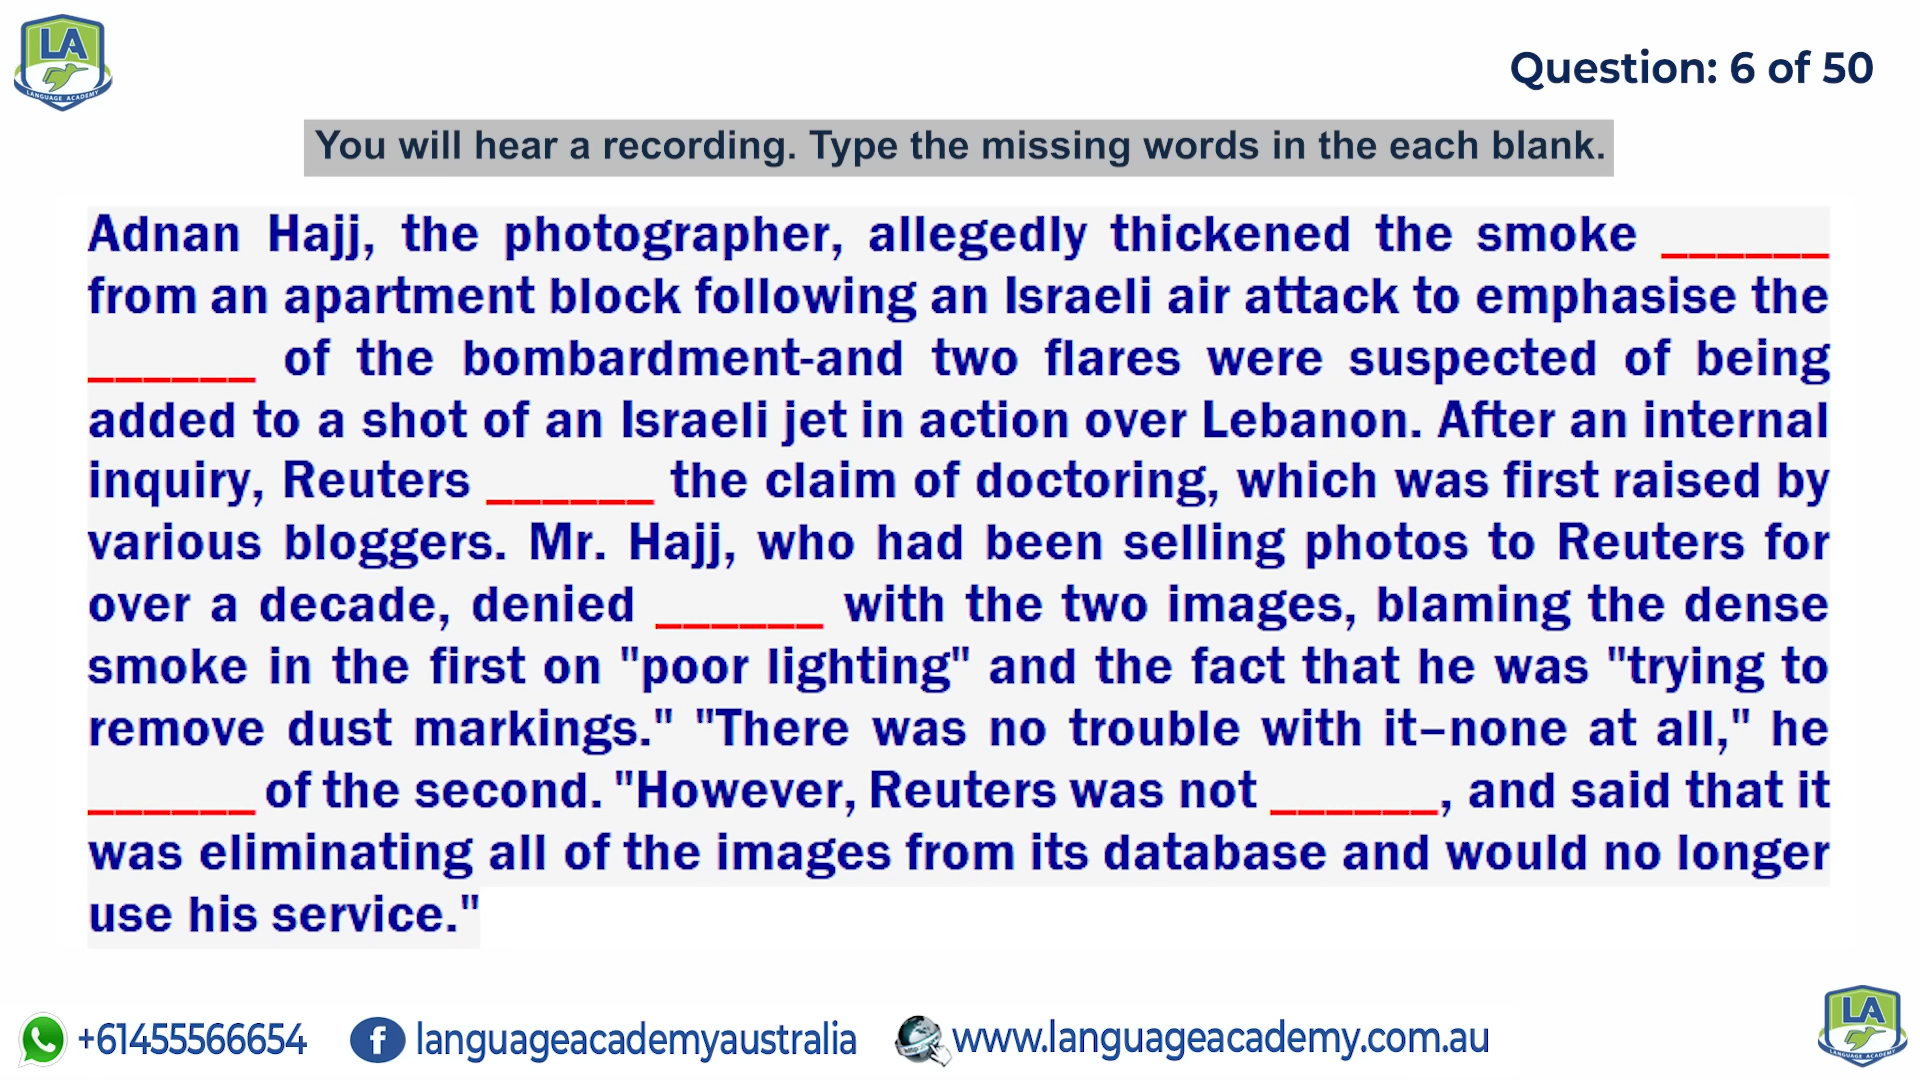 LA
LANGUAGE ACADEMY
Question: 6 of 50
You will hear a recording. Type the missing words in the each blank.
Adnan Hajj, the photographer, allegedly thickened the smoke ______
from an apartment block following an Israeli air attack to emphasise the
______ of the bombardment-and two flares were suspected of being
added to a shot of an Israeli jet in action over Lebanon. After an internal
inquiry, Reuters ______ the claim of doctoring, which was first raised by
various bloggers. Mr. Hajj, who had been selling photos to Reuters for
over a decade, denied ______ with the two images, blaming the dense
smoke in the first on "poor lighting" and the fact that he was "trying to
remove dust markings." "There was no trouble with it–none at all," he
______ of the second. "However, Reuters was not ______, and said that it
was eliminating all of the images from its database and would no longer
use his service."
+61455566654
f languageacademyaustralia
http://
www.languageacademy.com.au
LA
LANGUAGE ACADEMY